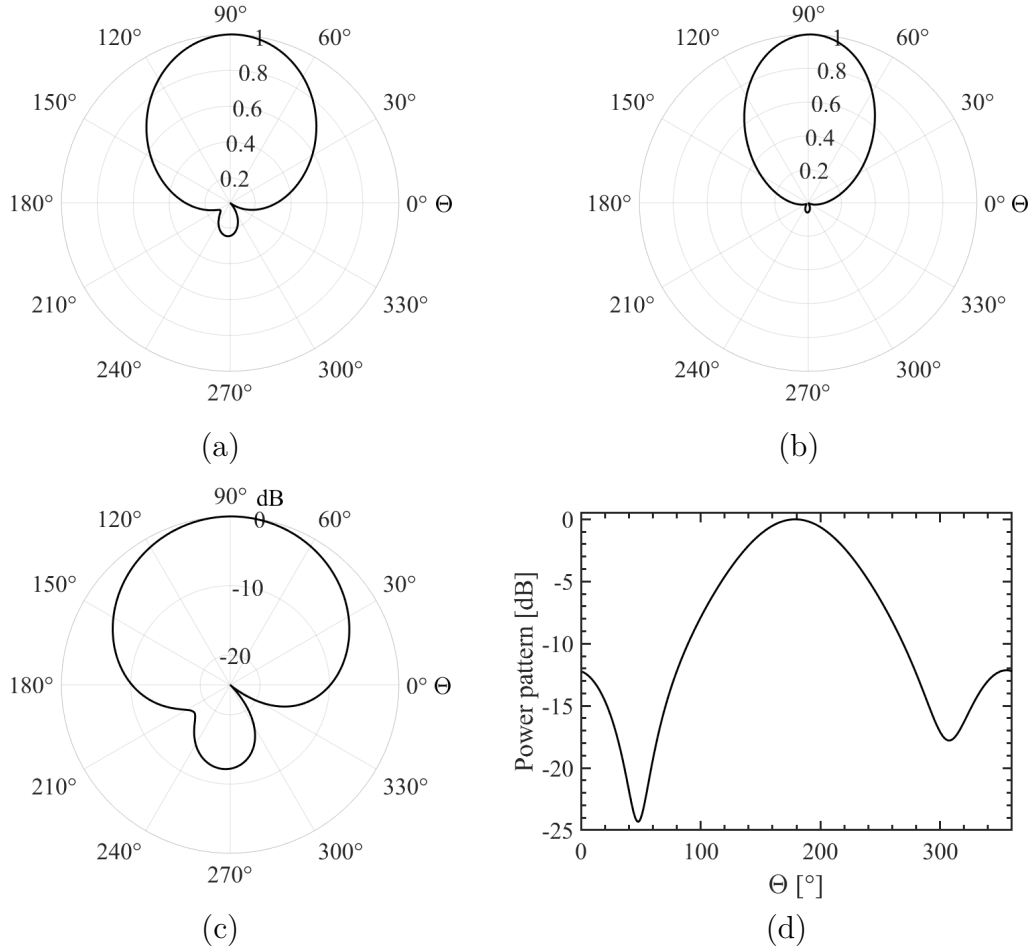 90°
120° 1 60°
0.8
150° 0.6 30°
0.4
0.2
180° 0° Θ
210° 330°
240° 300°
270°
(a)
90°
120° 1 60°
0.8
150° 0.6 30°
0.4
0.2
180° 0° Θ
210° 330°
240° 300°
270°
(b)
90° dB
120° 0 60°
150° -10 30°
-20
180° 0° Θ
210° 330°
240° 300°
270°
(c)
Power pattern [dB]
0
-5
-10
-15
-20
-25
0 100 200 300
Θ [°]
(d)